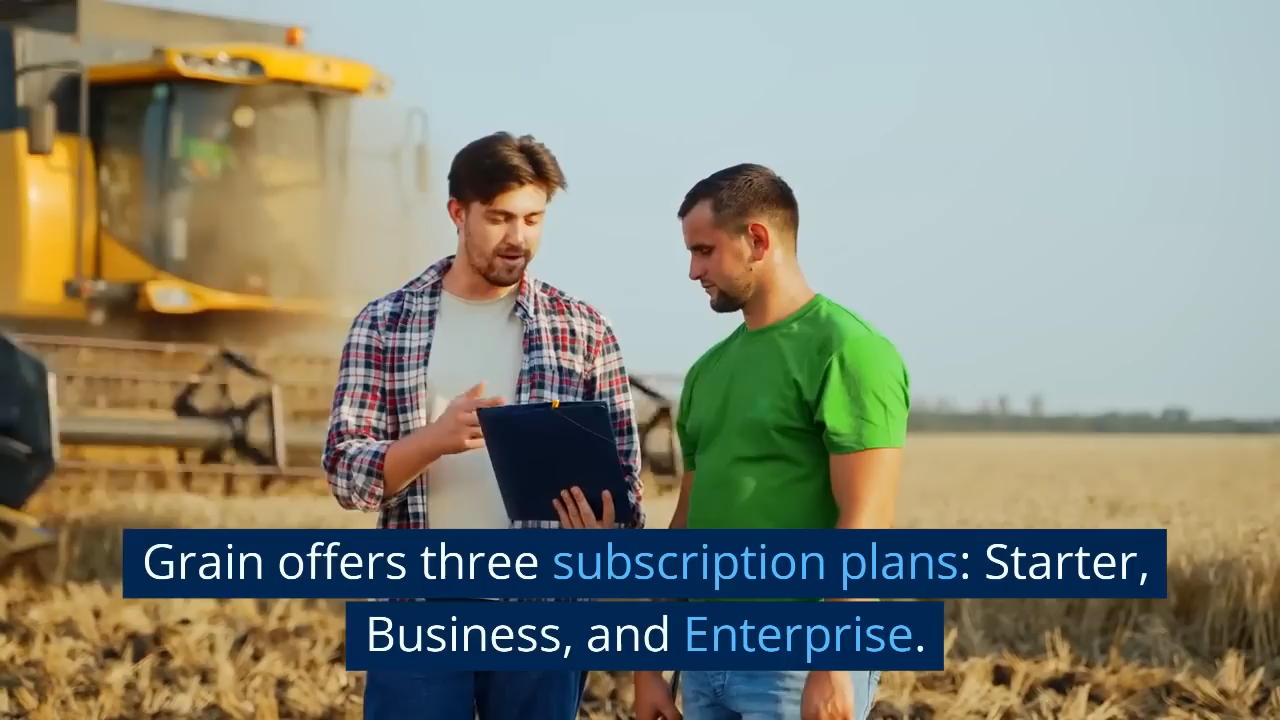 Grain offers three subscription plans: Starter,
Business, and Enterprise.